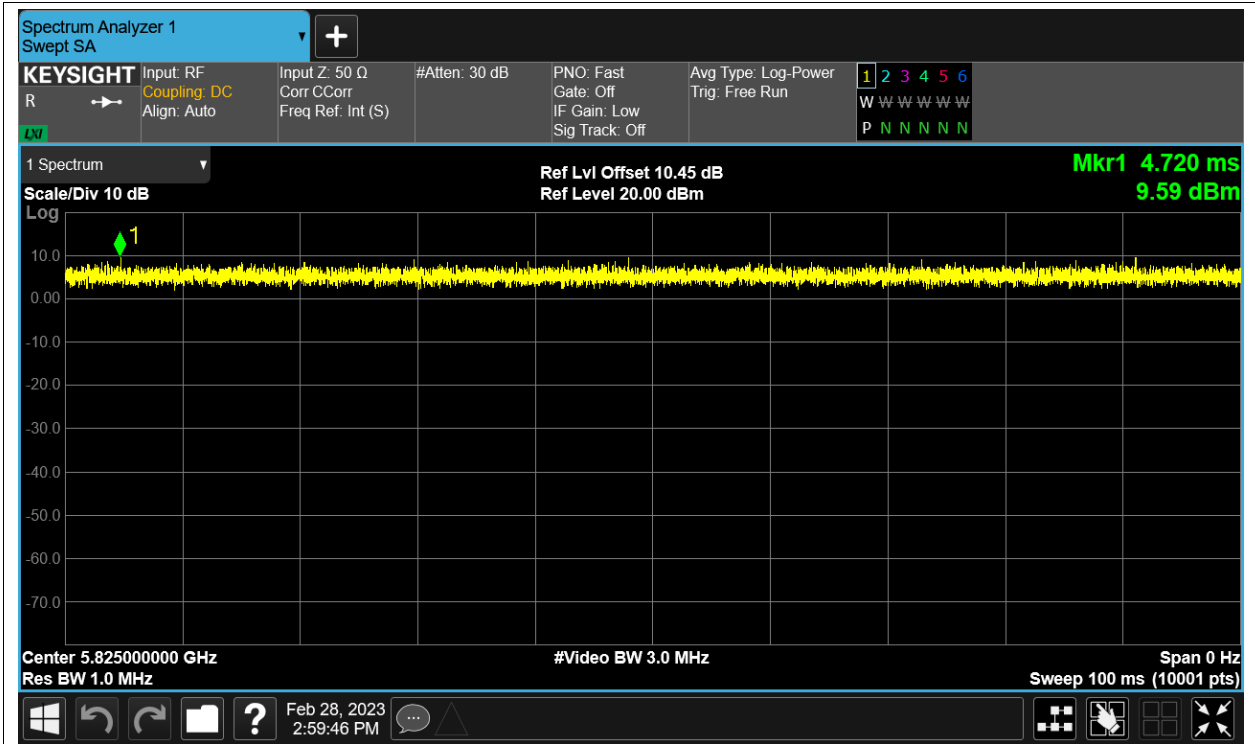 Spectrum Analyzer 1
Swept SA
KEYSIGHT
R
LXI
Input: RF
Coupling: DC
Align: Auto
Input Z: 50 Ω
Corr CCorr
Freq Ref: Int (S)
#Atten: 30 dB
PNO: Fast
Gate: Off
IF Gain: Low
Sig Track: Off
Avg Type: Log-Power
Trig: Free Run
1 2 3 4 5 6
W W W W W W
P N N N N N
1 Spectrum
Scale/Div 10 dB
Log
Ref Lvl Offset 10.45 dB
Ref Level 20.00 dBm
Mkr1 4.720 ms
9.59 dBm
1
10.0
0.00
-10.0
-20.0
-30.0
-40.0
-50.0
-60.0
-70.0
Center 5.825000000 GHz
Res BW 1.0 MHz
#Video BW 3.0 MHz
Span 0 Hz
Sweep 100 ms (10001 pts)
?
Feb 28, 2023
2:59:46 PM